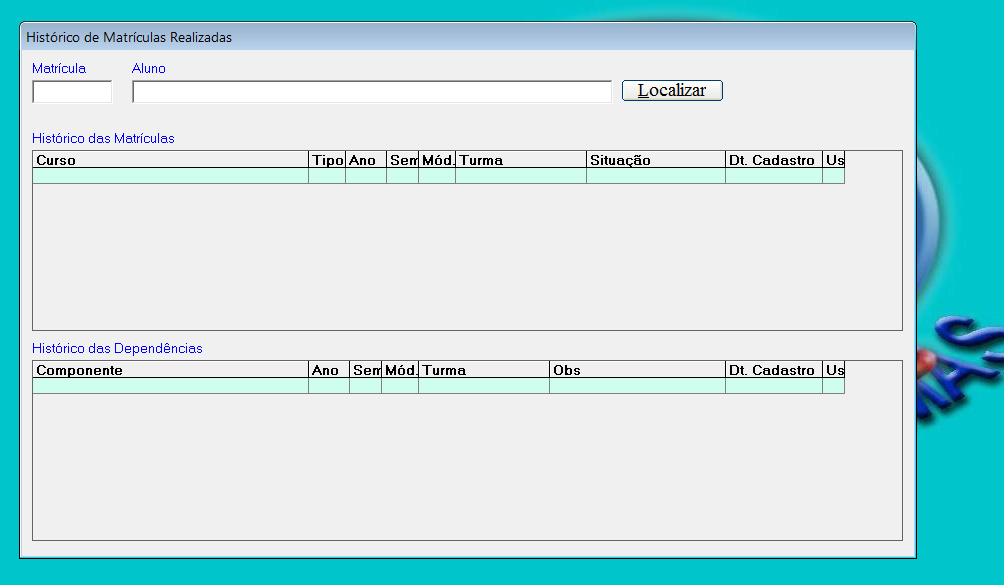 Histórico de Matrículas Realizadas
Matrícula Aluno
Localizar
Histórico das Matrículas
Curso Tipo Ano Sem Mód. Turma Situação Dt. Cadastro Us
Histórico das Dependências
Componente Ano Sem Mód. Turma Obs Dt. Cadastro Us